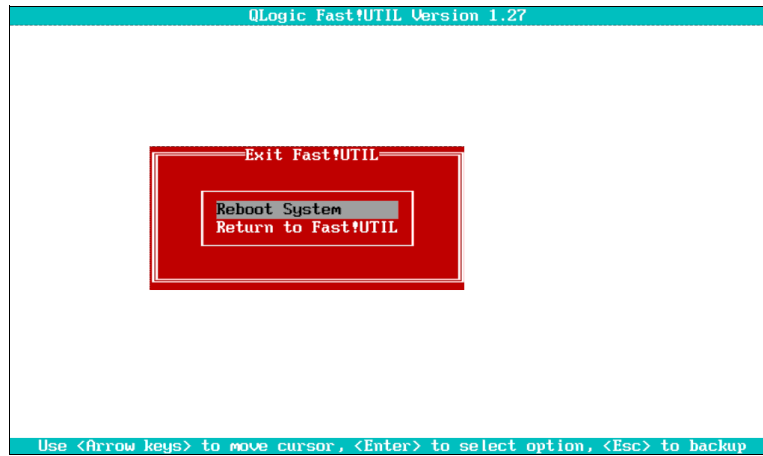 QLogic Fast!UTIL Version 1.27
Exit Fast!UTIL
Reboot System
Return to Fast!UTIL
Use <Arrow keys> to move cursor, <Enter> to select option, <Esc> to backup